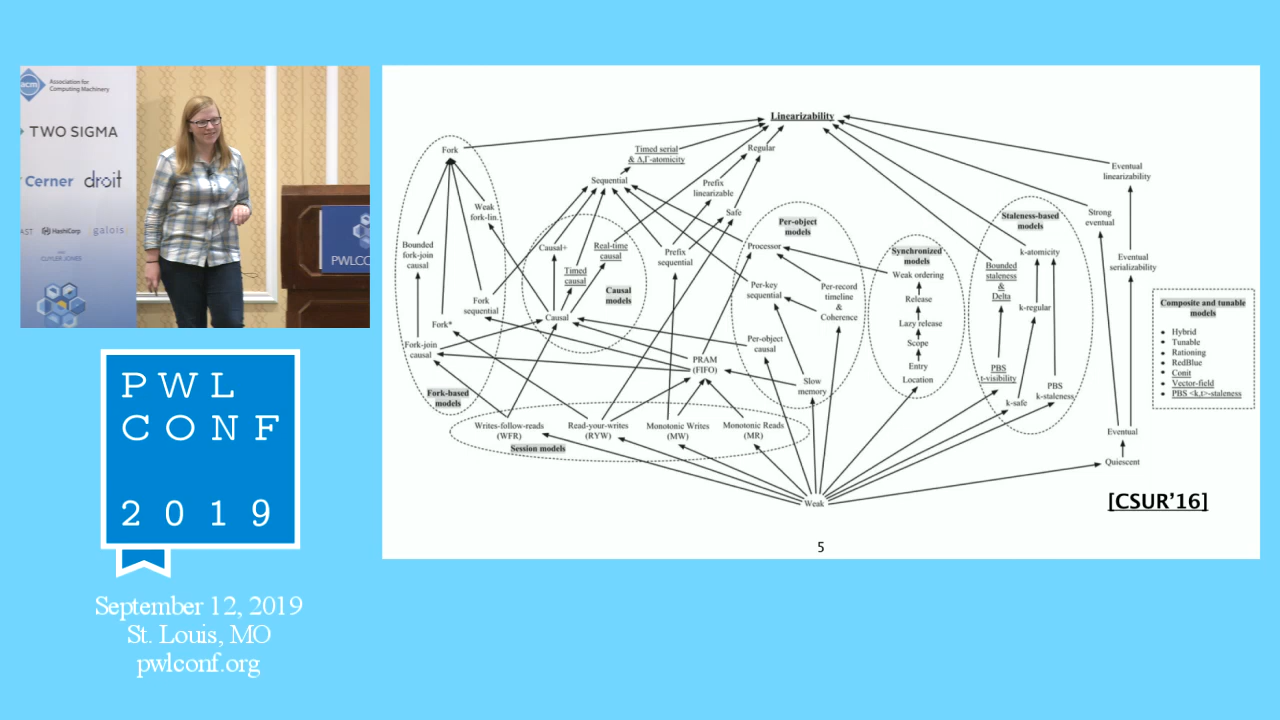 acm
Association for
Computing Machinery
TWO SIGMA
Cerner
droit
AST
HashiCorp
galois
CUYLER JONES
PWLCO
PWL
CONF
2019
September 12, 2019
St. Louis, MO
pwlconf.org
Linearizability
Fork
Timed serial
& Δ,Γ-atomicity
Regular
Sequential
Eventual
linearizability
Prefix
linearizable
Weak
fork-lin.
Safe
Per-object
models
Staleness-based
models
Strong
eventual
Bounded
fork-join
causal
Causal+
Real-time
causal
Prefix
sequential
Processor
Synchronized
models
k-atomicity
Eventual
serializability
Timed
causal
Weak ordering
Bounded
staleness
&
Delta
Causal
models
Per-key
sequential
Per-record
timeline
&
Coherence
Release
k-regular
Composite and tunable
models
Fork
sequential
Fork*
Causal
Lazy release
• Hybrid
• Tunable
• Rationing
• RedBlue
• Conit
• Vector-field
• PBS <k,t>-staleness
Fork-join
causal
Per-object
causal
Scope
PRAM
(FIFO)
Entry
Location
PBS
t-visibility
Slow
memory
PBS
k-staleness
Fork-based
models
k-safe
Writes-follow-reads
(WFR)
Read-your-writes
(RYW)
Monotonic Writes
(MW)
Monotonic Reads
(MR)
Session models
Eventual
Quiescent
Weak
[CSUR'16]
5